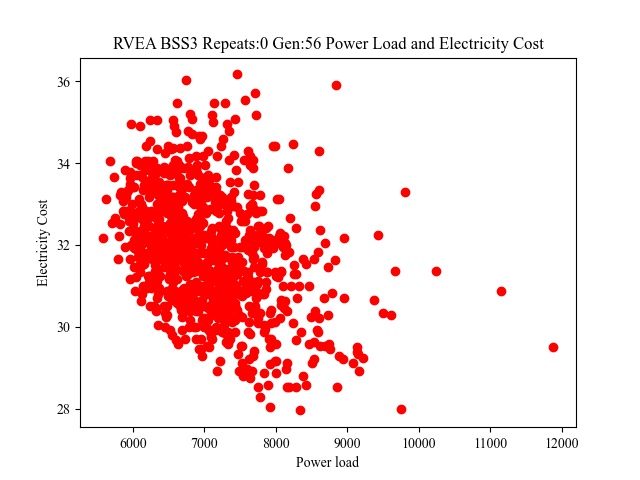 RVEA BSS3 Repeats:0 Gen:56 Power Load and Electricity Cost
36
34
32
30
28
Electricity Cost
6000 7000 8000 9000 10000 11000 12000
Power load